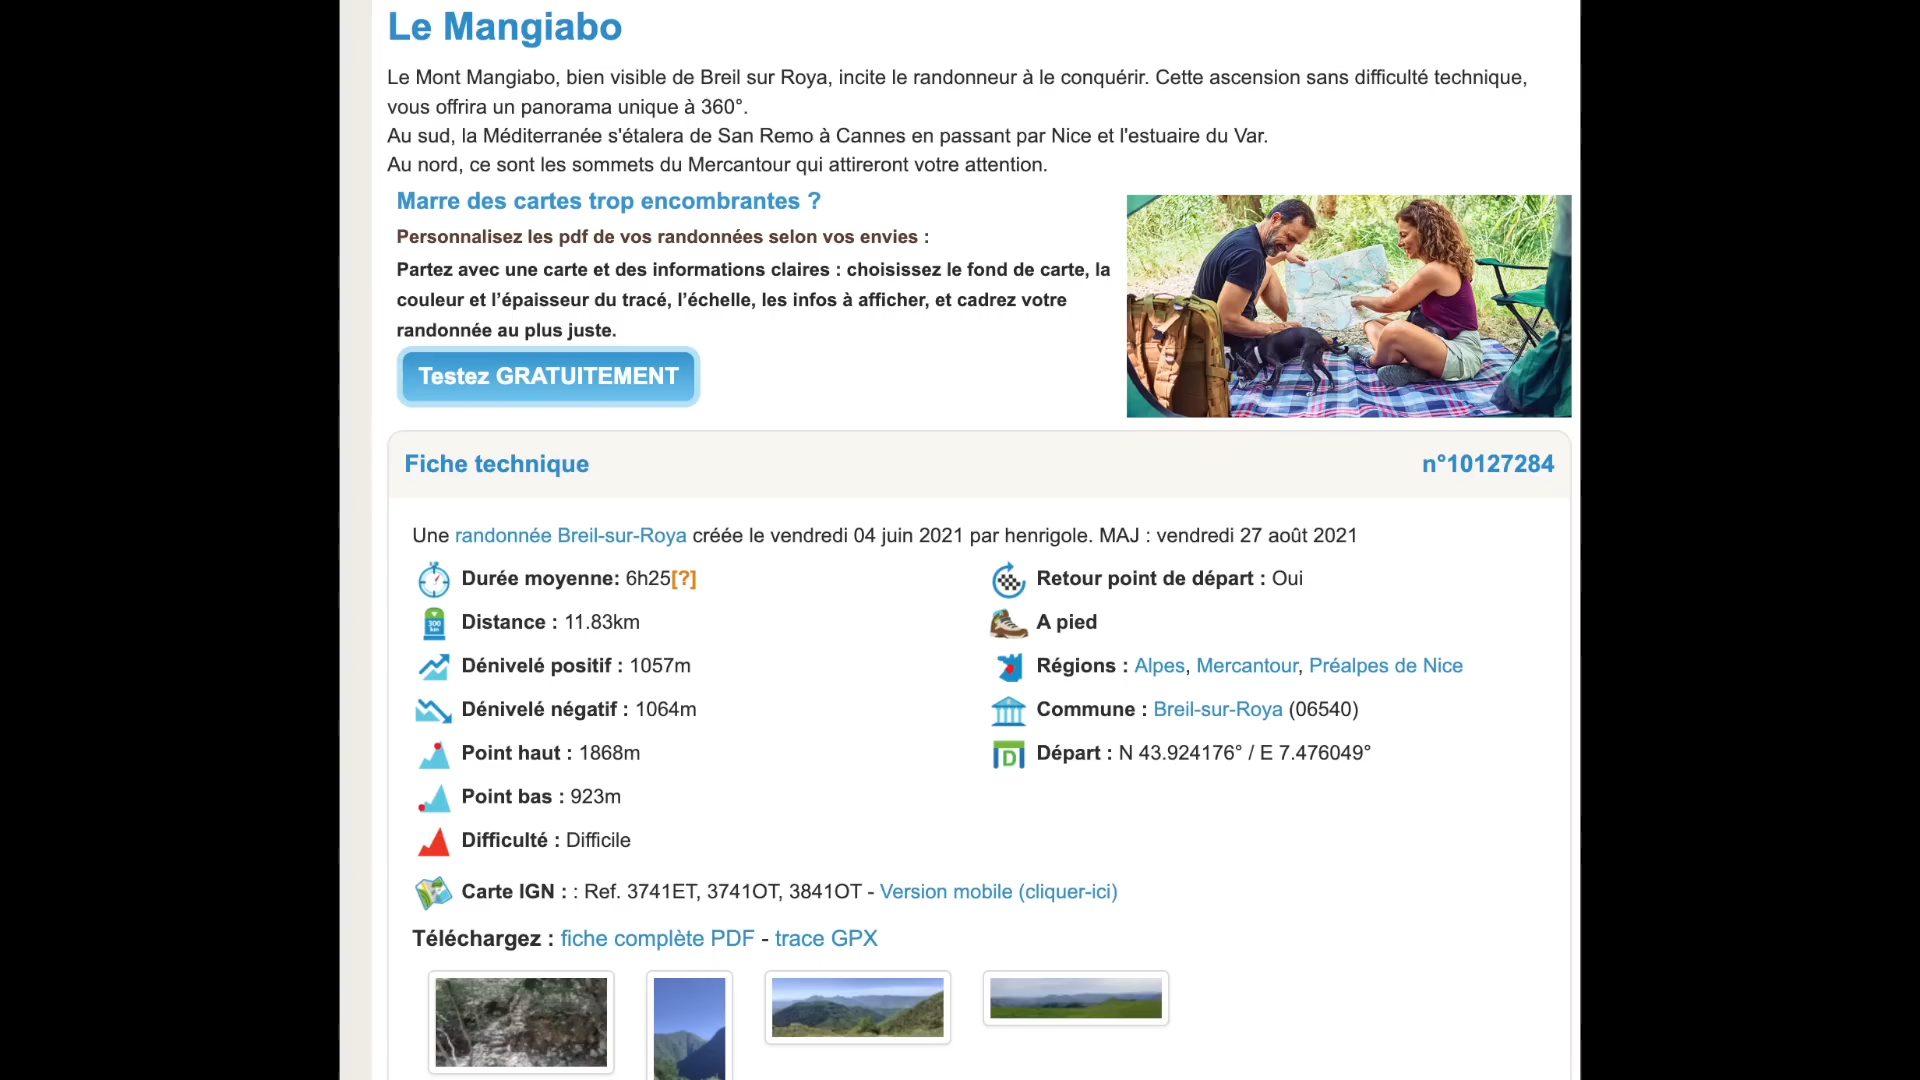 Le Mangiabo
Le Mont Mangiabo, bien visible de Breil sur Roya, incite le randonneur à le conquérir. Cette ascension sans difficulté technique,
vous offrira un panorama unique à 360°.
Au sud, la Méditerranée s'étalera de San Remo à Cannes en passant par Nice et l'estuaire du Var.
Au nord, ce sont les sommets du Mercantour qui attireront votre attention.
Marre des cartes trop encombrantes ?
Personnalisez les pdf de vos randonnées selon vos envies :
Partez avec une carte et des informations claires : choisissez le fond de carte, la
couleur et l’épaisseur du tracé, l’échelle, les infos à afficher, et cadrez votre
randonnée au plus juste.
Testez GRATUITEMENT
Fiche technique
n°10127284
Une randonnée Breil-sur-Roya créée le vendredi 04 juin 2021 par henrigole. MAJ : vendredi 27 août 2021
Durée moyenne: 6h25[?]
Retour point de départ : Oui
300
km
Distance : 11.83km
A pied
Dénivelé positif : 1057m
Régions : Alpes, Mercantour, Préalpes de Nice
Dénivelé négatif : 1064m
Commune : Breil-sur-Roya (06540)
Point haut : 1868m
D
Départ : N 43.924176° / E 7.476049°
Point bas : 923m
Difficulté : Difficile
Carte IGN : : Ref. 3741ET, 3741OT, 3841OT - Version mobile (cliquer-ici)
Téléchargez : fiche complète PDF - trace GPX